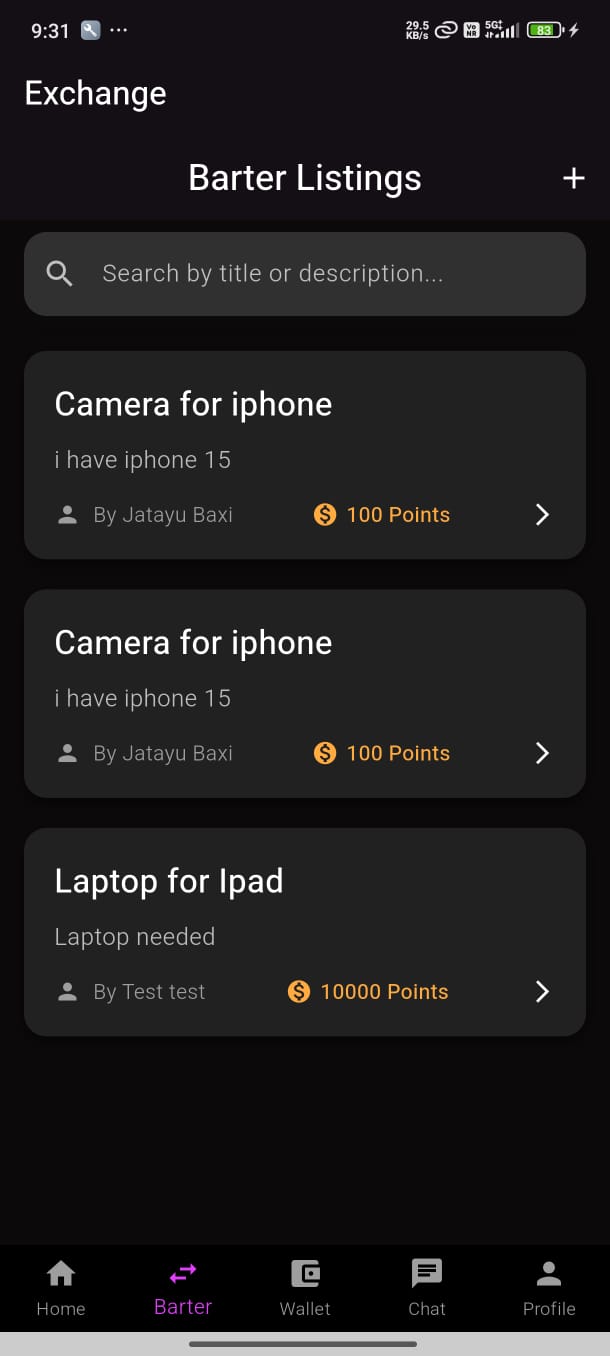 9:31 ... 29.5 KB/s Vo NR 5G 83
Exchange
Barter Listings +
Search by title or description...
Camera for iphone
i have iphone 15
By Jatayu Baxi 100 Points
Camera for iphone
i have iphone 15
By Jatayu Baxi 100 Points
Laptop for Ipad
Laptop needed
By Test test 10000 Points
Home Barter Wallet Chat Profile